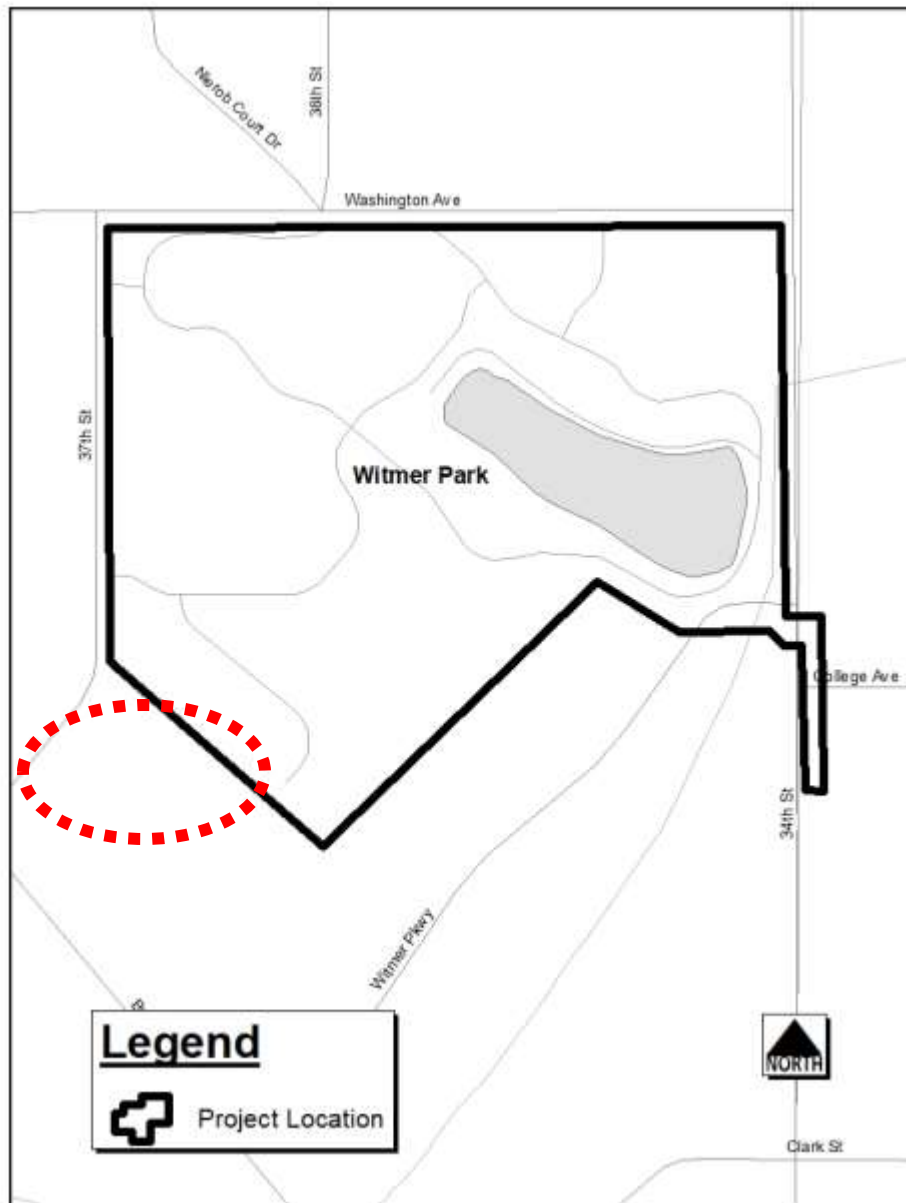 Niefob Court Dr
38th St
Washington Ave
37th St
Witmer Park
College Ave
34th St
Witmer Pkwy
Legend
Project Location
NORTH
Clark St